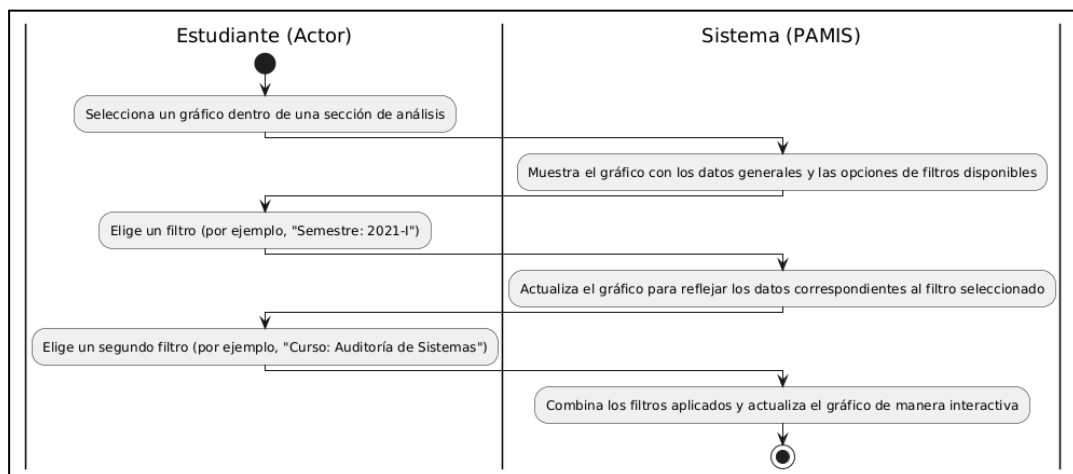 Estudiante (Actor)
Sistema (PAMIS)
Selecciona un gráfico dentro de una sección de análisis
Muestra el gráfico con los datos generales y las opciones de filtros disponibles
Elige un filtro (por ejemplo, "Semestre: 2021-I")
Actualiza el gráfico para reflejar los datos correspondientes al filtro seleccionado
Elige un segundo filtro (por ejemplo, "Curso: Auditoría de Sistemas")
Combina los filtros aplicados y actualiza el gráfico de manera interactiva